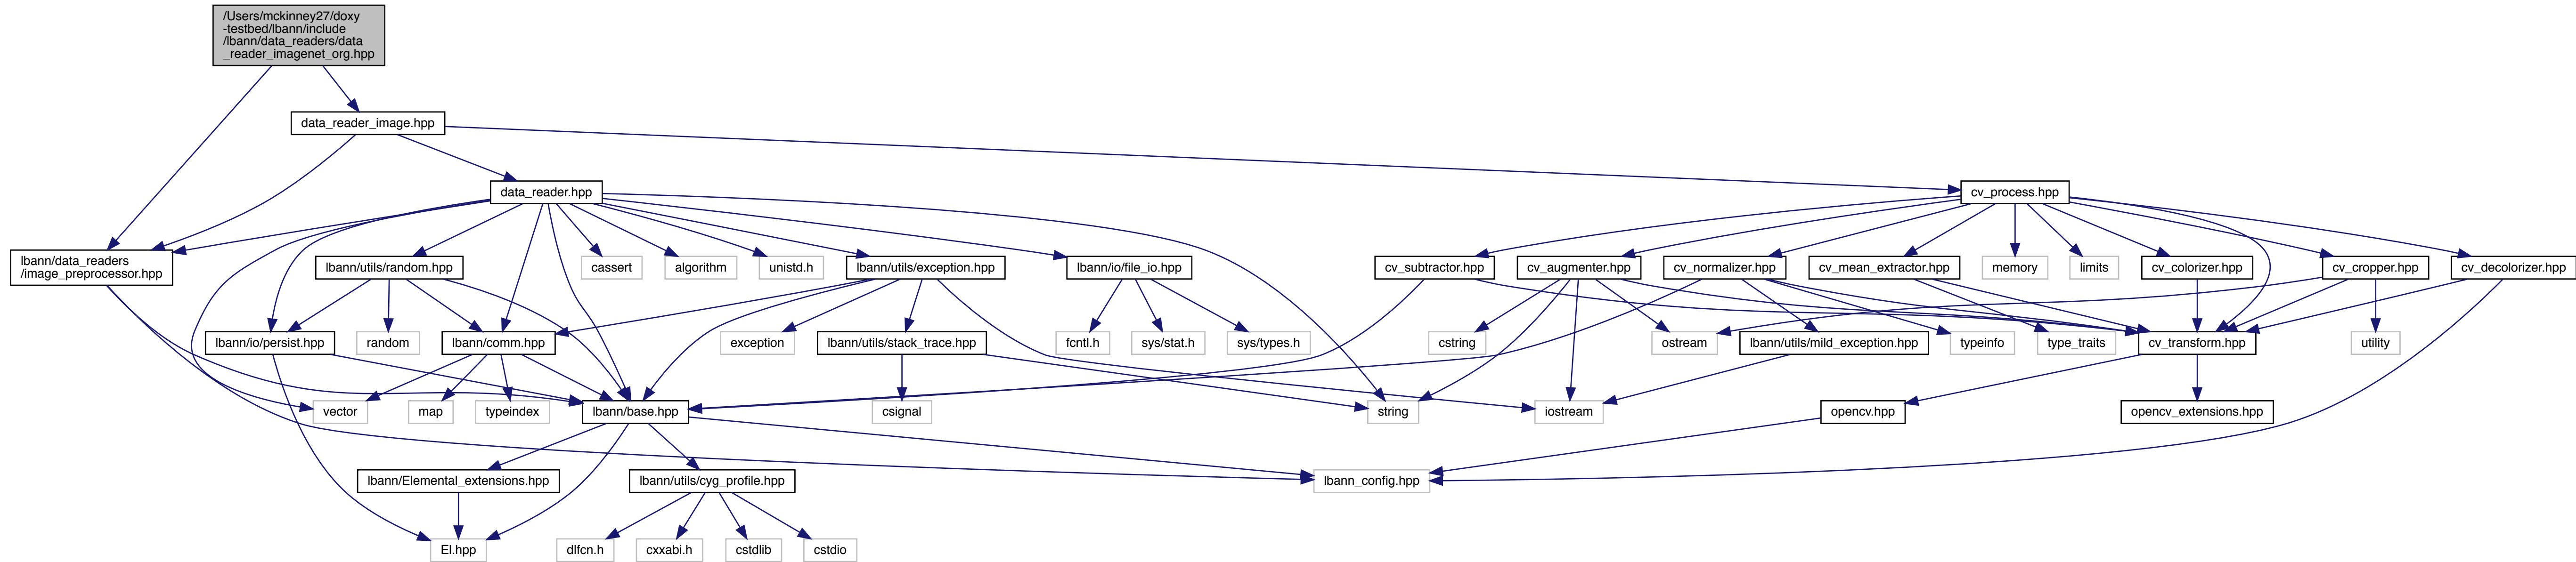 /Users/mckinney27/doxy
-testbed/lbann/include
/lbann/data_readers/data
_reader_imagenet_org.hpp
data_reader_image.hpp
data_reader.hpp
cv_process.hpp
lbann/data_readers
/image_preprocessor.hpp
lbann/utils/random.hpp
cassert
algorithm
unistd.h
lbann/utils/exception.hpp
lbann/io/file_io.hpp
cv_subtractor.hpp
cv_augmenter.hpp
cv_normalizer.hpp
cv_mean_extractor.hpp
memory
limits
cv_colorizer.hpp
cv_cropper.hpp
cv_decolorizer.hpp
lbann/io/persist.hpp
random
lbann/comm.hpp
exception
lbann/utils/stack_trace.hpp
fcntl.h
sys/stat.h
sys/types.h
cstring
ostream
lbann/utils/mild_exception.hpp
typeinfo
type_traits
cv_transform.hpp
utility
vector
map
typeindex
lbann/base.hpp
csignal
string
iostream
opencv.hpp
opencv_extensions.hpp
lbann/Elemental_extensions.hpp
lbann/utils/cyg_profile.hpp
lbann_config.hpp
El.hpp
dlfcn.h
cxxabi.h
cstdlib
cstdio